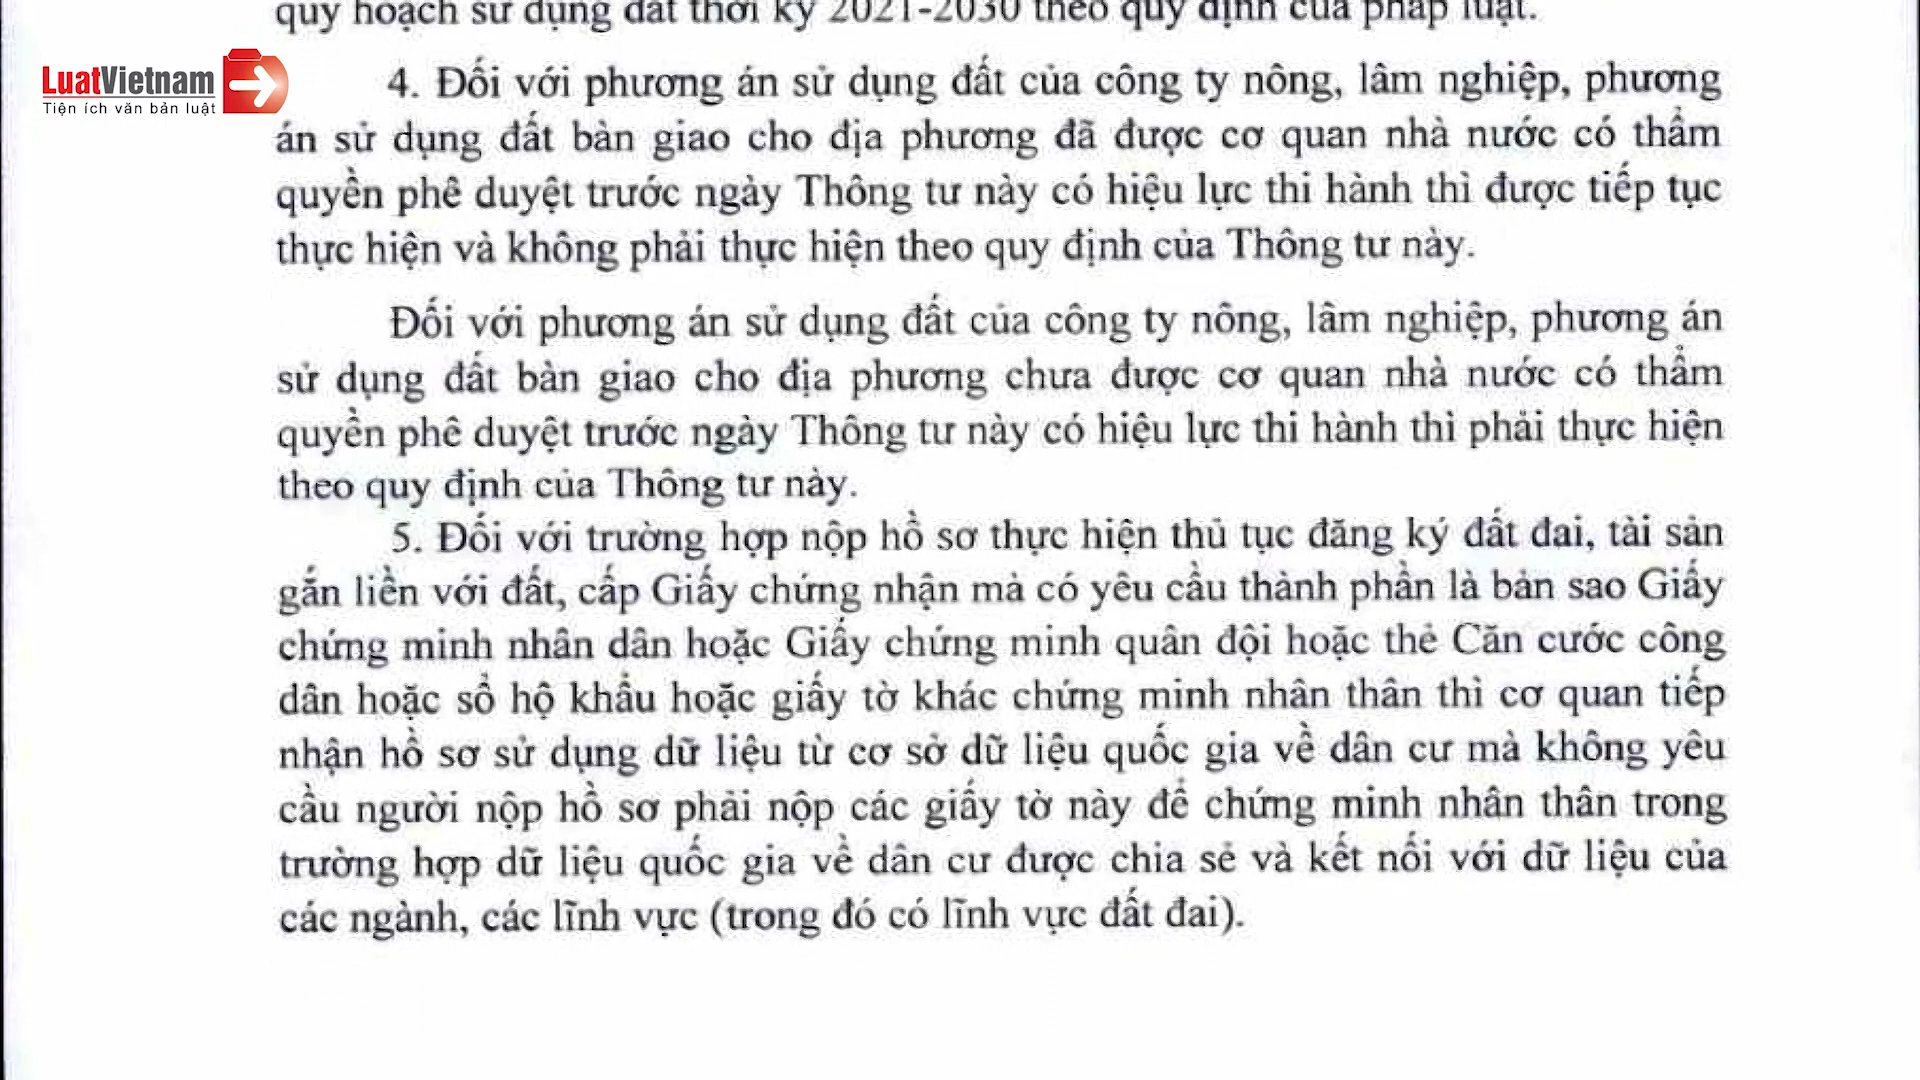 quy hoạch sử dụng đất thời kỳ 2021-2030 theo quy định của pháp luật.
LuatVietnam
Tiện ích văn bản luật
4. Đối với phương án sử dụng đất của công ty nông, lâm nghiệp, phương
án sử dụng đất bàn giao cho địa phương đã được cơ quan nhà nước có thẩm
quyền phê duyệt trước ngày Thông tư này có hiệu lực thi hành thì được tiếp tục
thực hiện và không phải thực hiện theo quy định của Thông tư này.
Đối với phương án sử dụng đất của công ty nông, lâm nghiệp, phương án
sử dụng đất bàn giao cho địa phương chưa được cơ quan nhà nước có thẩm
quyền phê duyệt trước ngày Thông tư này có hiệu lực thi hành thì phải thực hiện
theo quy định của Thông tư này.
5. Đối với trường hợp nộp hồ sơ thực hiện thủ tục đăng ký đất đai, tài sản
gắn liền với đất, cấp Giấy chứng nhận mà có yêu cầu thành phần là bản sao Giấy
chứng minh nhân dân hoặc Giấy chứng minh quân đội hoặc thẻ Căn cước công
dân hoặc sổ hộ khẩu hoặc giấy tờ khác chứng minh nhân thân thì cơ quan tiếp
nhận hồ sơ sử dụng dữ liệu từ cơ sở dữ liệu quốc gia về dân cư mà không yêu
cầu người nộp hồ sơ phải nộp các giấy tờ này để chứng minh nhân thân trong
trường hợp dữ liệu quốc gia về dân cư được chia sẻ và kết nối với dữ liệu của
các ngành, các lĩnh vực (trong đó có lĩnh vực đất đai).